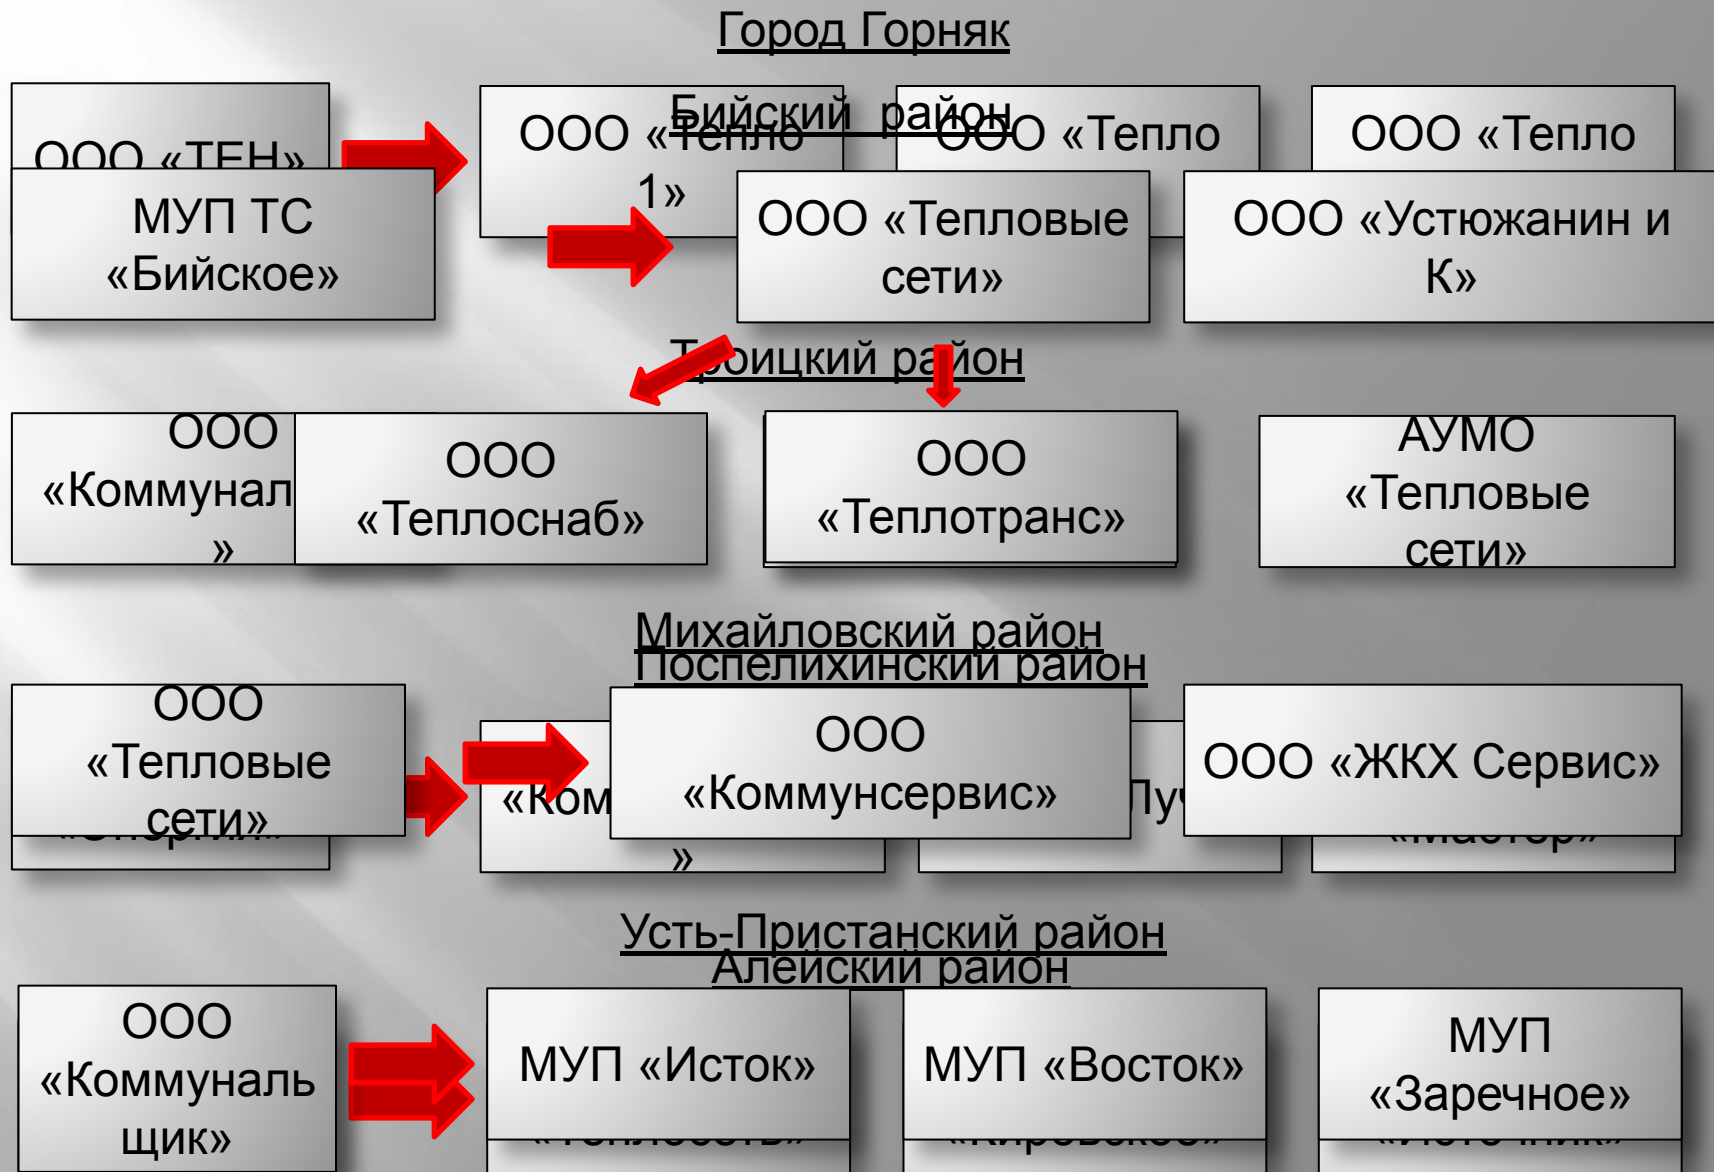 Город Горняк
Бийский район
ООО «ТЕН»
ООО «Тепло
1»
ООО «Тепло
ООО «Тепло
МУП ТС
«Бийское»
ООО «Тепловые
сети»
ООО «Устюжанин и
К»
Троицкий район
ООО
«Коммунал
»
ООО
«Теплоснаб»
ООО
«Теплотранс»
АУМО
«Тепловые
сети»
Михайловский район
Поспелихинский район
ООО
«Тепловые
сети»
«Ком
»
ООО
«Коммунсервис»
Луч
ООО «ЖКХ Сервис»
«Мастер»
Усть-Пристанский район
Алейский район
ООО
«Коммуналь
щик»
МУП «Исток»
МУП «Восток»
МУП
«Заречное»